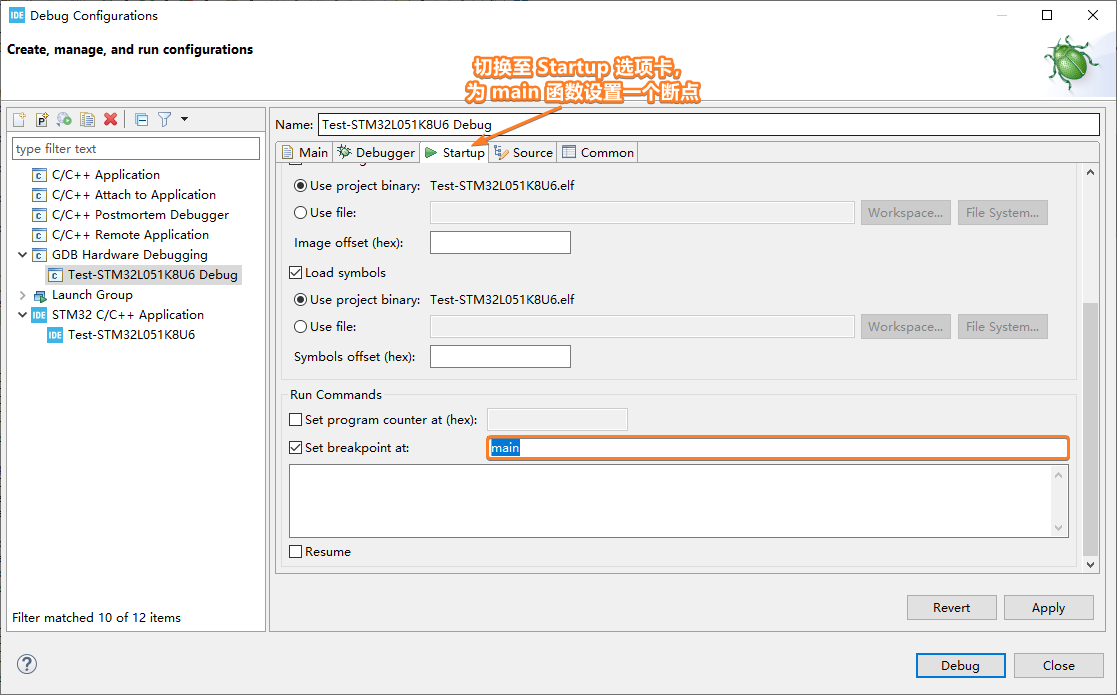 IDE Debug Configurations
Create, manage, and run configurations
切换至 Startup 选项卡,
为 main 函数设置一个断点
Name: Test-STM32L051K8U6 Debug
type filter text
C/C++ Application
C/C++ Attach to Application
C/C++ Postmortem Debugger
C/C++ Remote Application
GDB Hardware Debugging
Test-STM32L051K8U6 Debug
Launch Group
IDE STM32 C/C++ Application
IDE Test-STM32L051K8U6
Filter matched 10 of 12 items
Main Debugger Startup Source Common
Use project binary: Test-STM32L051K8U6.elf
Use file: Workspace... File System...
Image offset (hex):
Load symbols
Use project binary: Test-STM32L051K8U6.elf
Use file: Workspace... File System...
Symbols offset (hex):
Run Commands
Set program counter at (hex):
Set breakpoint at: main
Resume
Revert Apply
Debug Close